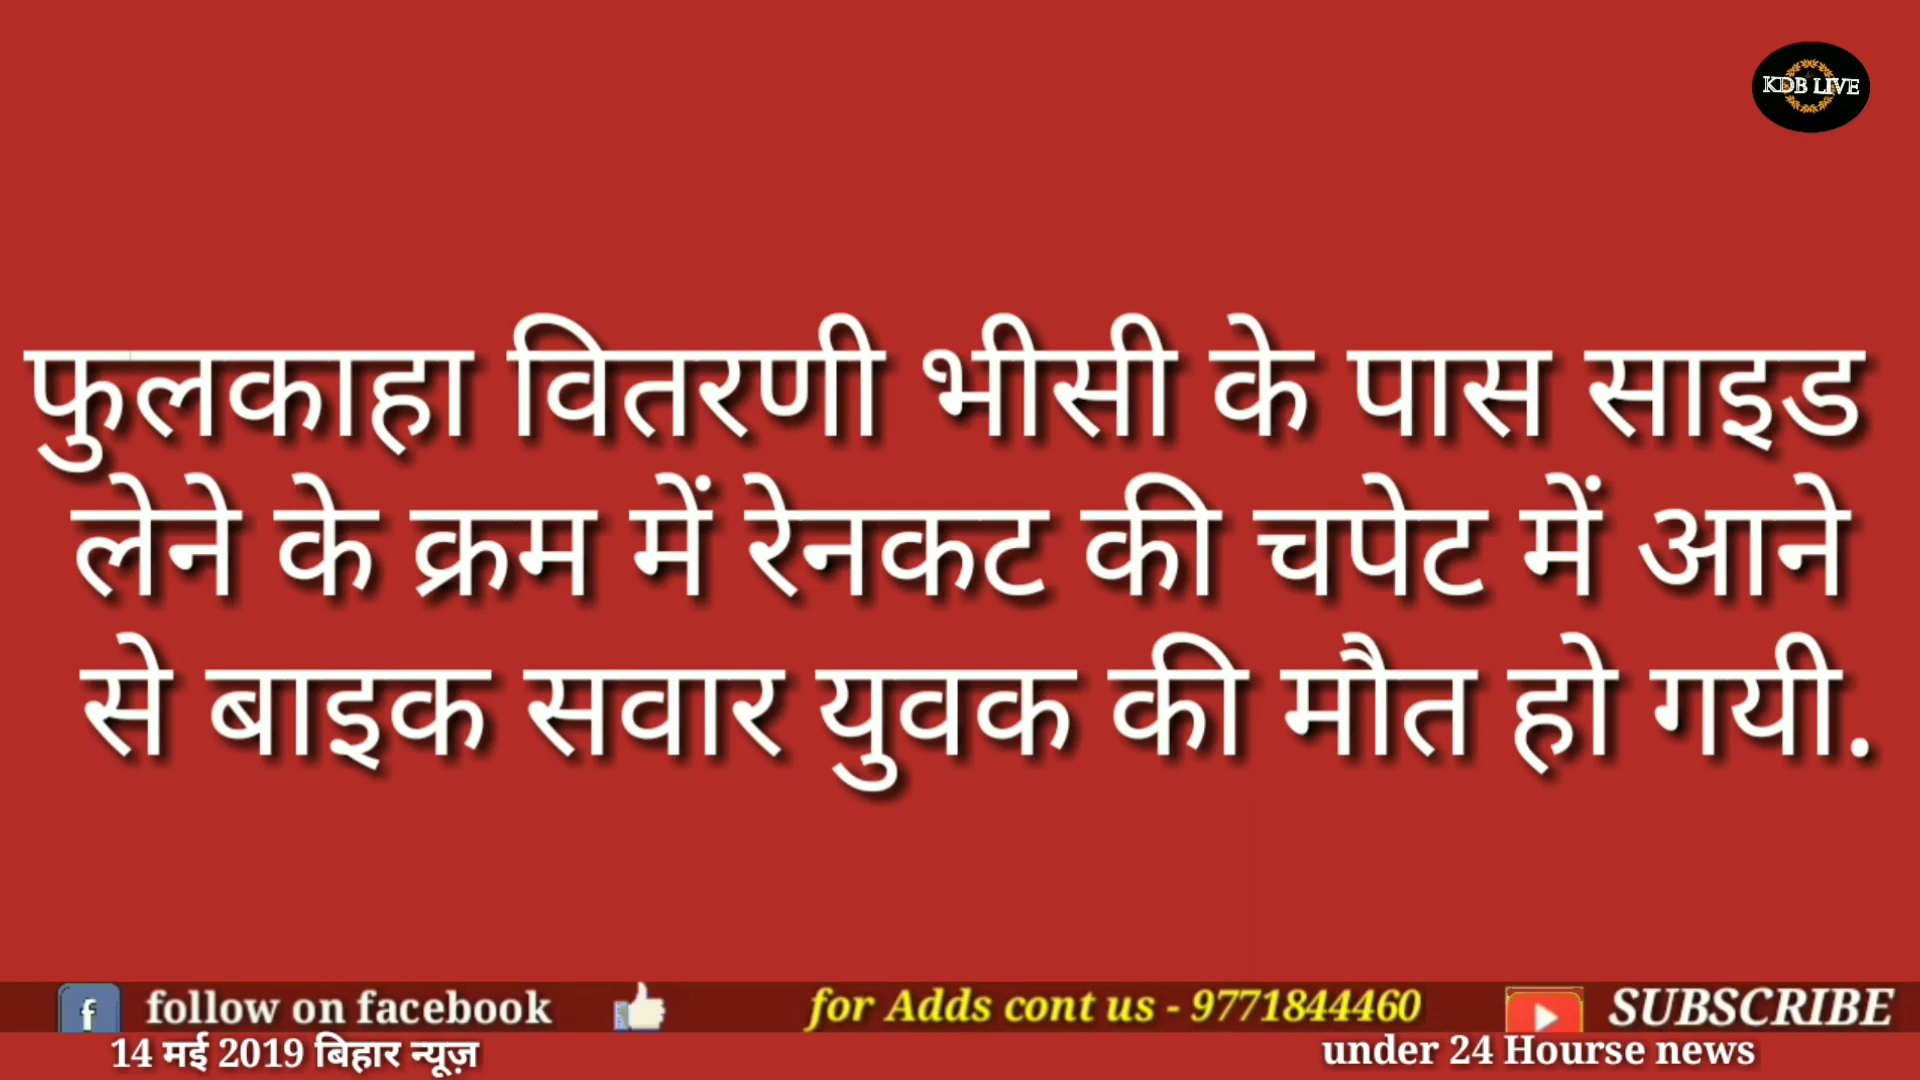 KDB LIVE
फुलकाहा वितरणी भीसी के पास साइड
लेने के क्रम में रेनकट की चपेट में आने
से बाइक सवार युवक की मौत हो गयी.
f follow on facebook for Adds cont us - 9771844460 SUBSCRIBE
14 मई 2019 बिहार न्यूज़ under 24 Hourse news